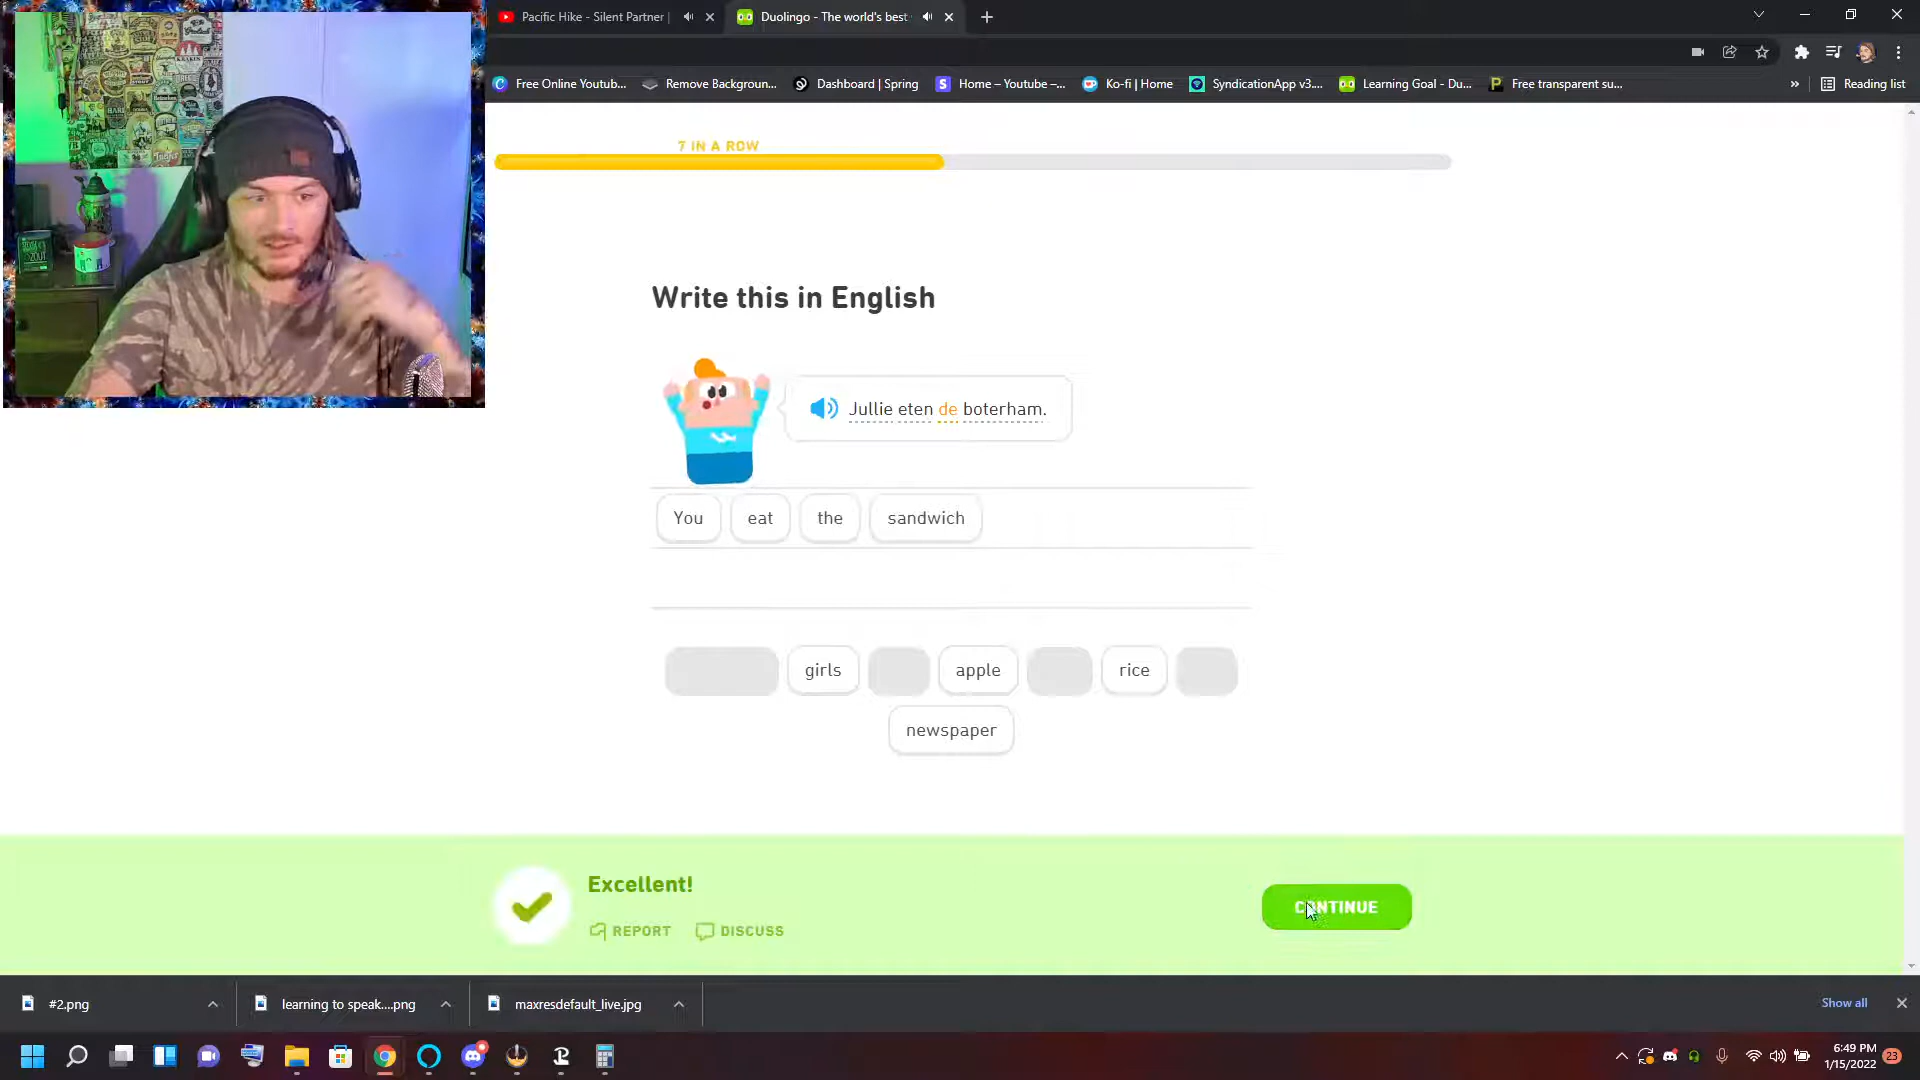 Pacific Hike - Silent Partner |
Duolingo - The world's best
Free Online Youtub...
Remove Backgroun...
Dashboard | Spring
Home – Youtube –...
Ko-fi | Home
SyndicationApp v3....
Learning Goal - Du...
Free transparent su...
»
Reading list
7 IN A ROW
Write this in English
Jullie eten de boterham.
You eat the sandwich
girls apple rice
newspaper
Excellent!
REPORT DISCUSS
CONTINUE
#2.png
learning to speak....png
maxresdefault_live.jpg
Show all
6:49 PM
1/15/2022
23